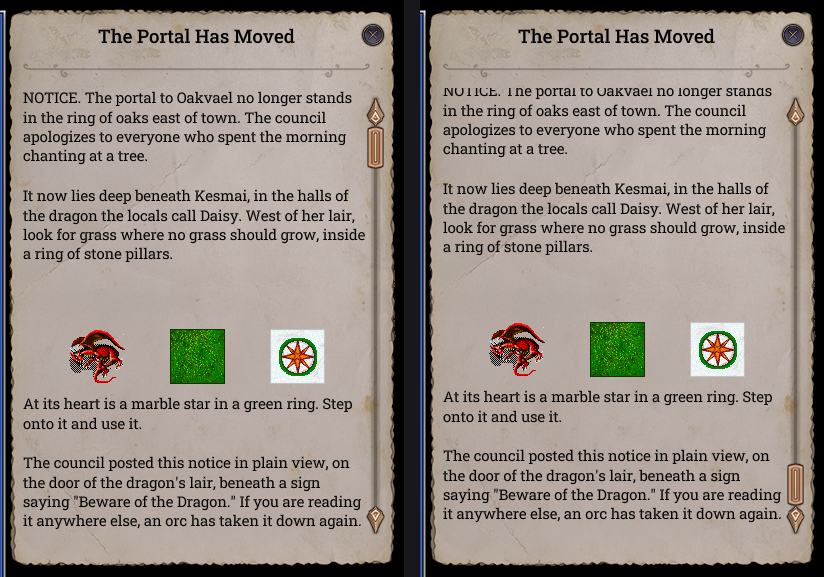 The Portal Has Moved
NOTICE. The portal to Oakvael no longer stands
in the ring of oaks east of town. The council
apologizes to everyone who spent the morning
chanting at a tree.
It now lies deep beneath Kesmai, in the halls of
the dragon the locals call Daisy. West of her lair,
look for grass where no grass should grow, inside
a ring of stone pillars.
At its heart is a marble star in a green ring. Step
onto it and use it.
The council posted this notice in plain view, on
the door of the dragon's lair, beneath a sign
saying "Beware of the Dragon." If you are reading
it anywhere else, an orc has taken it down again.
The Portal Has Moved
NOTICE. The portal to Oakvael no longer stands
in the ring of oaks east of town. The council
apologizes to everyone who spent the morning
chanting at a tree.
It now lies deep beneath Kesmai, in the halls of
the dragon the locals call Daisy. West of her lair,
look for grass where no grass should grow, inside
a ring of stone pillars.
At its heart is a marble star in a green ring. Step
onto it and use it.
The council posted this notice in plain view, on
the door of the dragon's lair, beneath a sign
saying "Beware of the Dragon." If you are reading
it anywhere else, an orc has taken it down again.